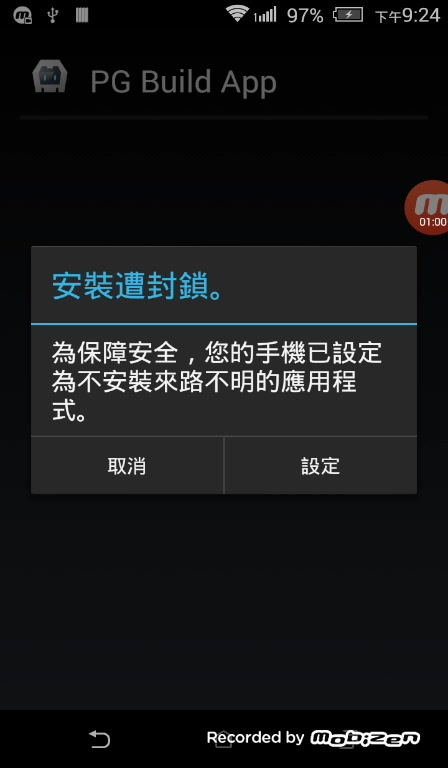 97%
下午9:24
PG Build App
01:00
安裝遭封鎖。
為保障安全，您的手機已設定
為不安裝來路不明的應用程
式。
取消
設定
Recorded by mobizen